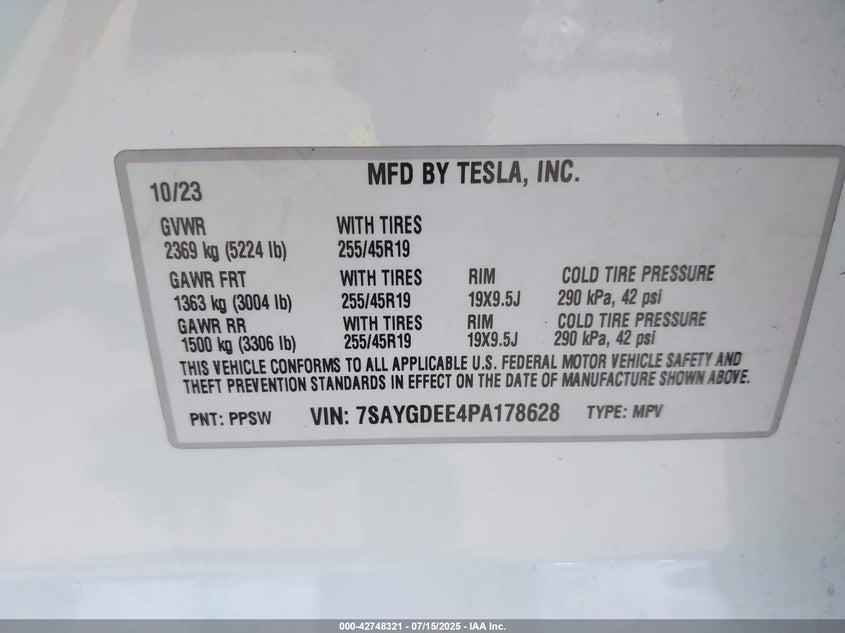 MFD BY TESLA, INC.
10/23
GVWR WITH TIRES
2369 kg (5224 lb) 255/45R19
GAWR FRT WITH TIRES RIM COLD TIRE PRESSURE
1363 kg (3004 lb) 255/45R19 19X9.5J 290 kPa, 42 psi
GAWR RR WITH TIRES RIM COLD TIRE PRESSURE
1500 kg (3306 lb) 255/45R19 19X9.5J 290 kPa, 42 psi
THIS VEHICLE CONFORMS TO ALL APPLICABLE U.S. FEDERAL MOTOR VEHICLE SAFETY AND
THEFT PREVENTION STANDARDS IN EFFECT ON THE DATE OF MANUFACTURE SHOWN ABOVE.
PNT: PPSW VIN: 7SAYGDEE4PA178628 TYPE: MPV
000-42748321 - 07/15/2025 - IAA Inc.